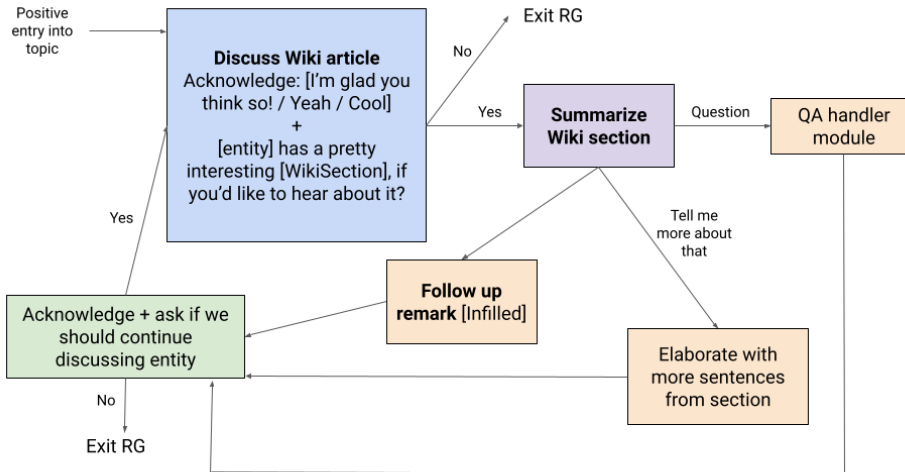 Positive
entry into
topic
Discuss Wiki article
Acknowledge: [I'm glad you
think so! / Yeah / Cool]
+
[entity] has a pretty
interesting [WikiSection], if
you'd like to hear about it?
No
Exit RG
Yes
Summarize
Wiki section
Question
QA handler
module
Yes
Tell me
more about
that
Follow up
remark [Infilled]
Acknowledge + ask if we
should continue
discussing entity
Elaborate with
more sentences
from section
No
Exit RG